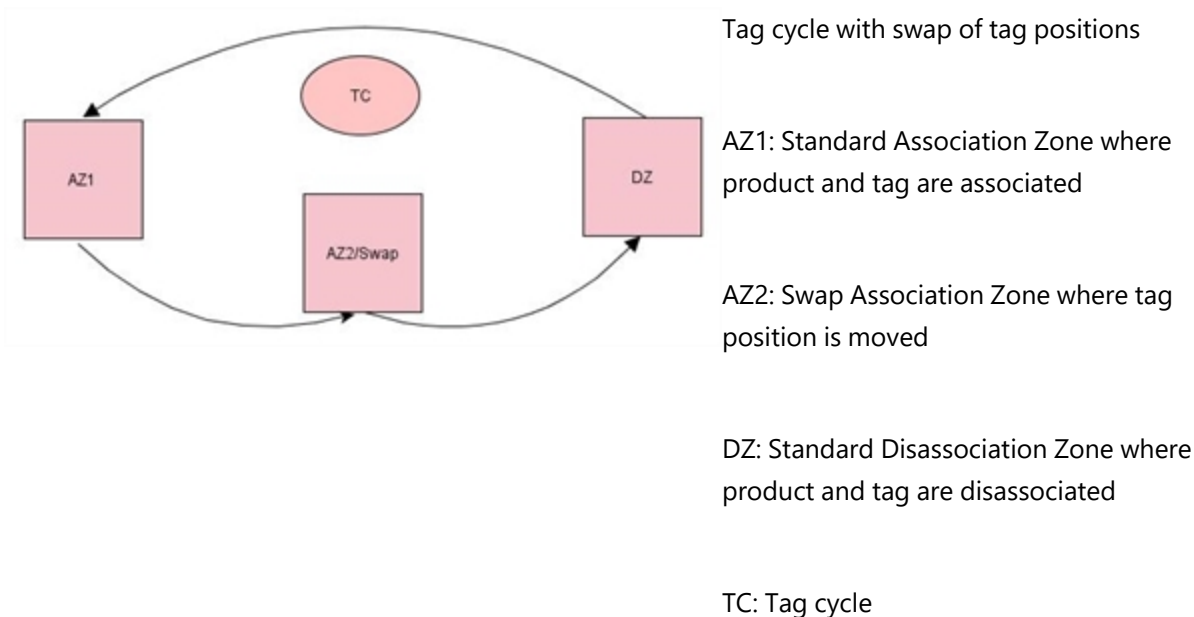 TC
AZ1
DZ
AZ2/Swap
Tag cycle with swap of tag positions
AZ1: Standard Association Zone where
product and tag are associated
AZ2: Swap Association Zone where tag
position is moved
DZ: Standard Disassociation Zone where
product and tag are disassociated
TC: Tag cycle